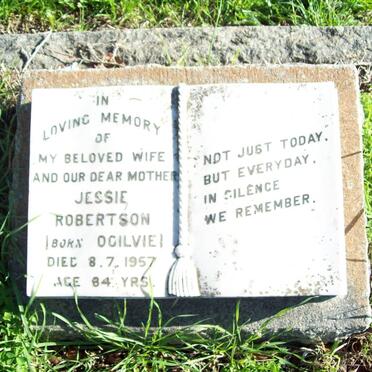 IN
LOVING MEMORY
OF
MY BELOVED WIFE
AND OUR DEAR MOTHER
JESSIE
ROBERTSON
(BORN OGILVIE)
DIED 8.7.1957
AGE 84 YRS.
NOT JUST TODAY.
BUT EVERYDAY.
IN SILENCE
WE REMEMBER.